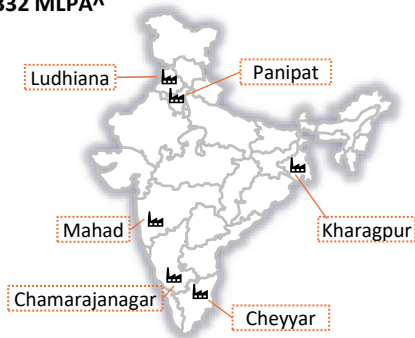 332 MLPA^
Ludhiana
Panipat
Mahad
Kharagpur
Chamarajanagar
Cheyyar